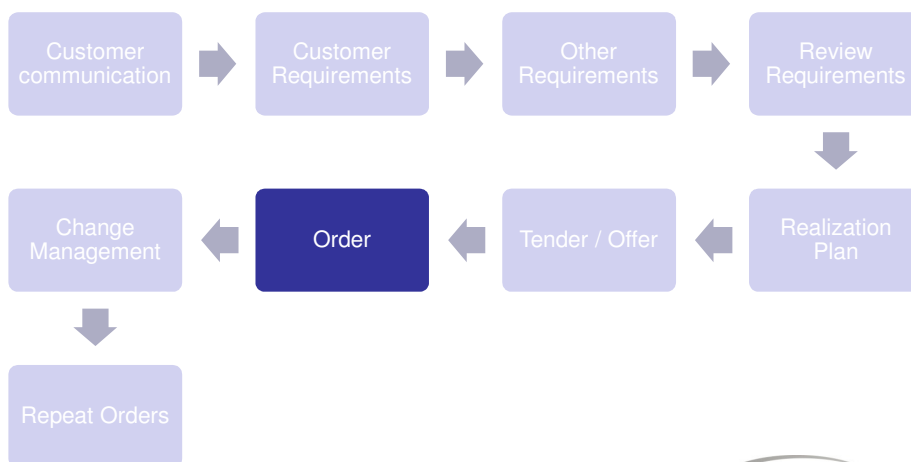 Customer
communication
Customer
Requirements
Other
Requirements
Review
Requirements
Change
Management
Order
Tender / Offer
Realization
Plan
Repeat Orders